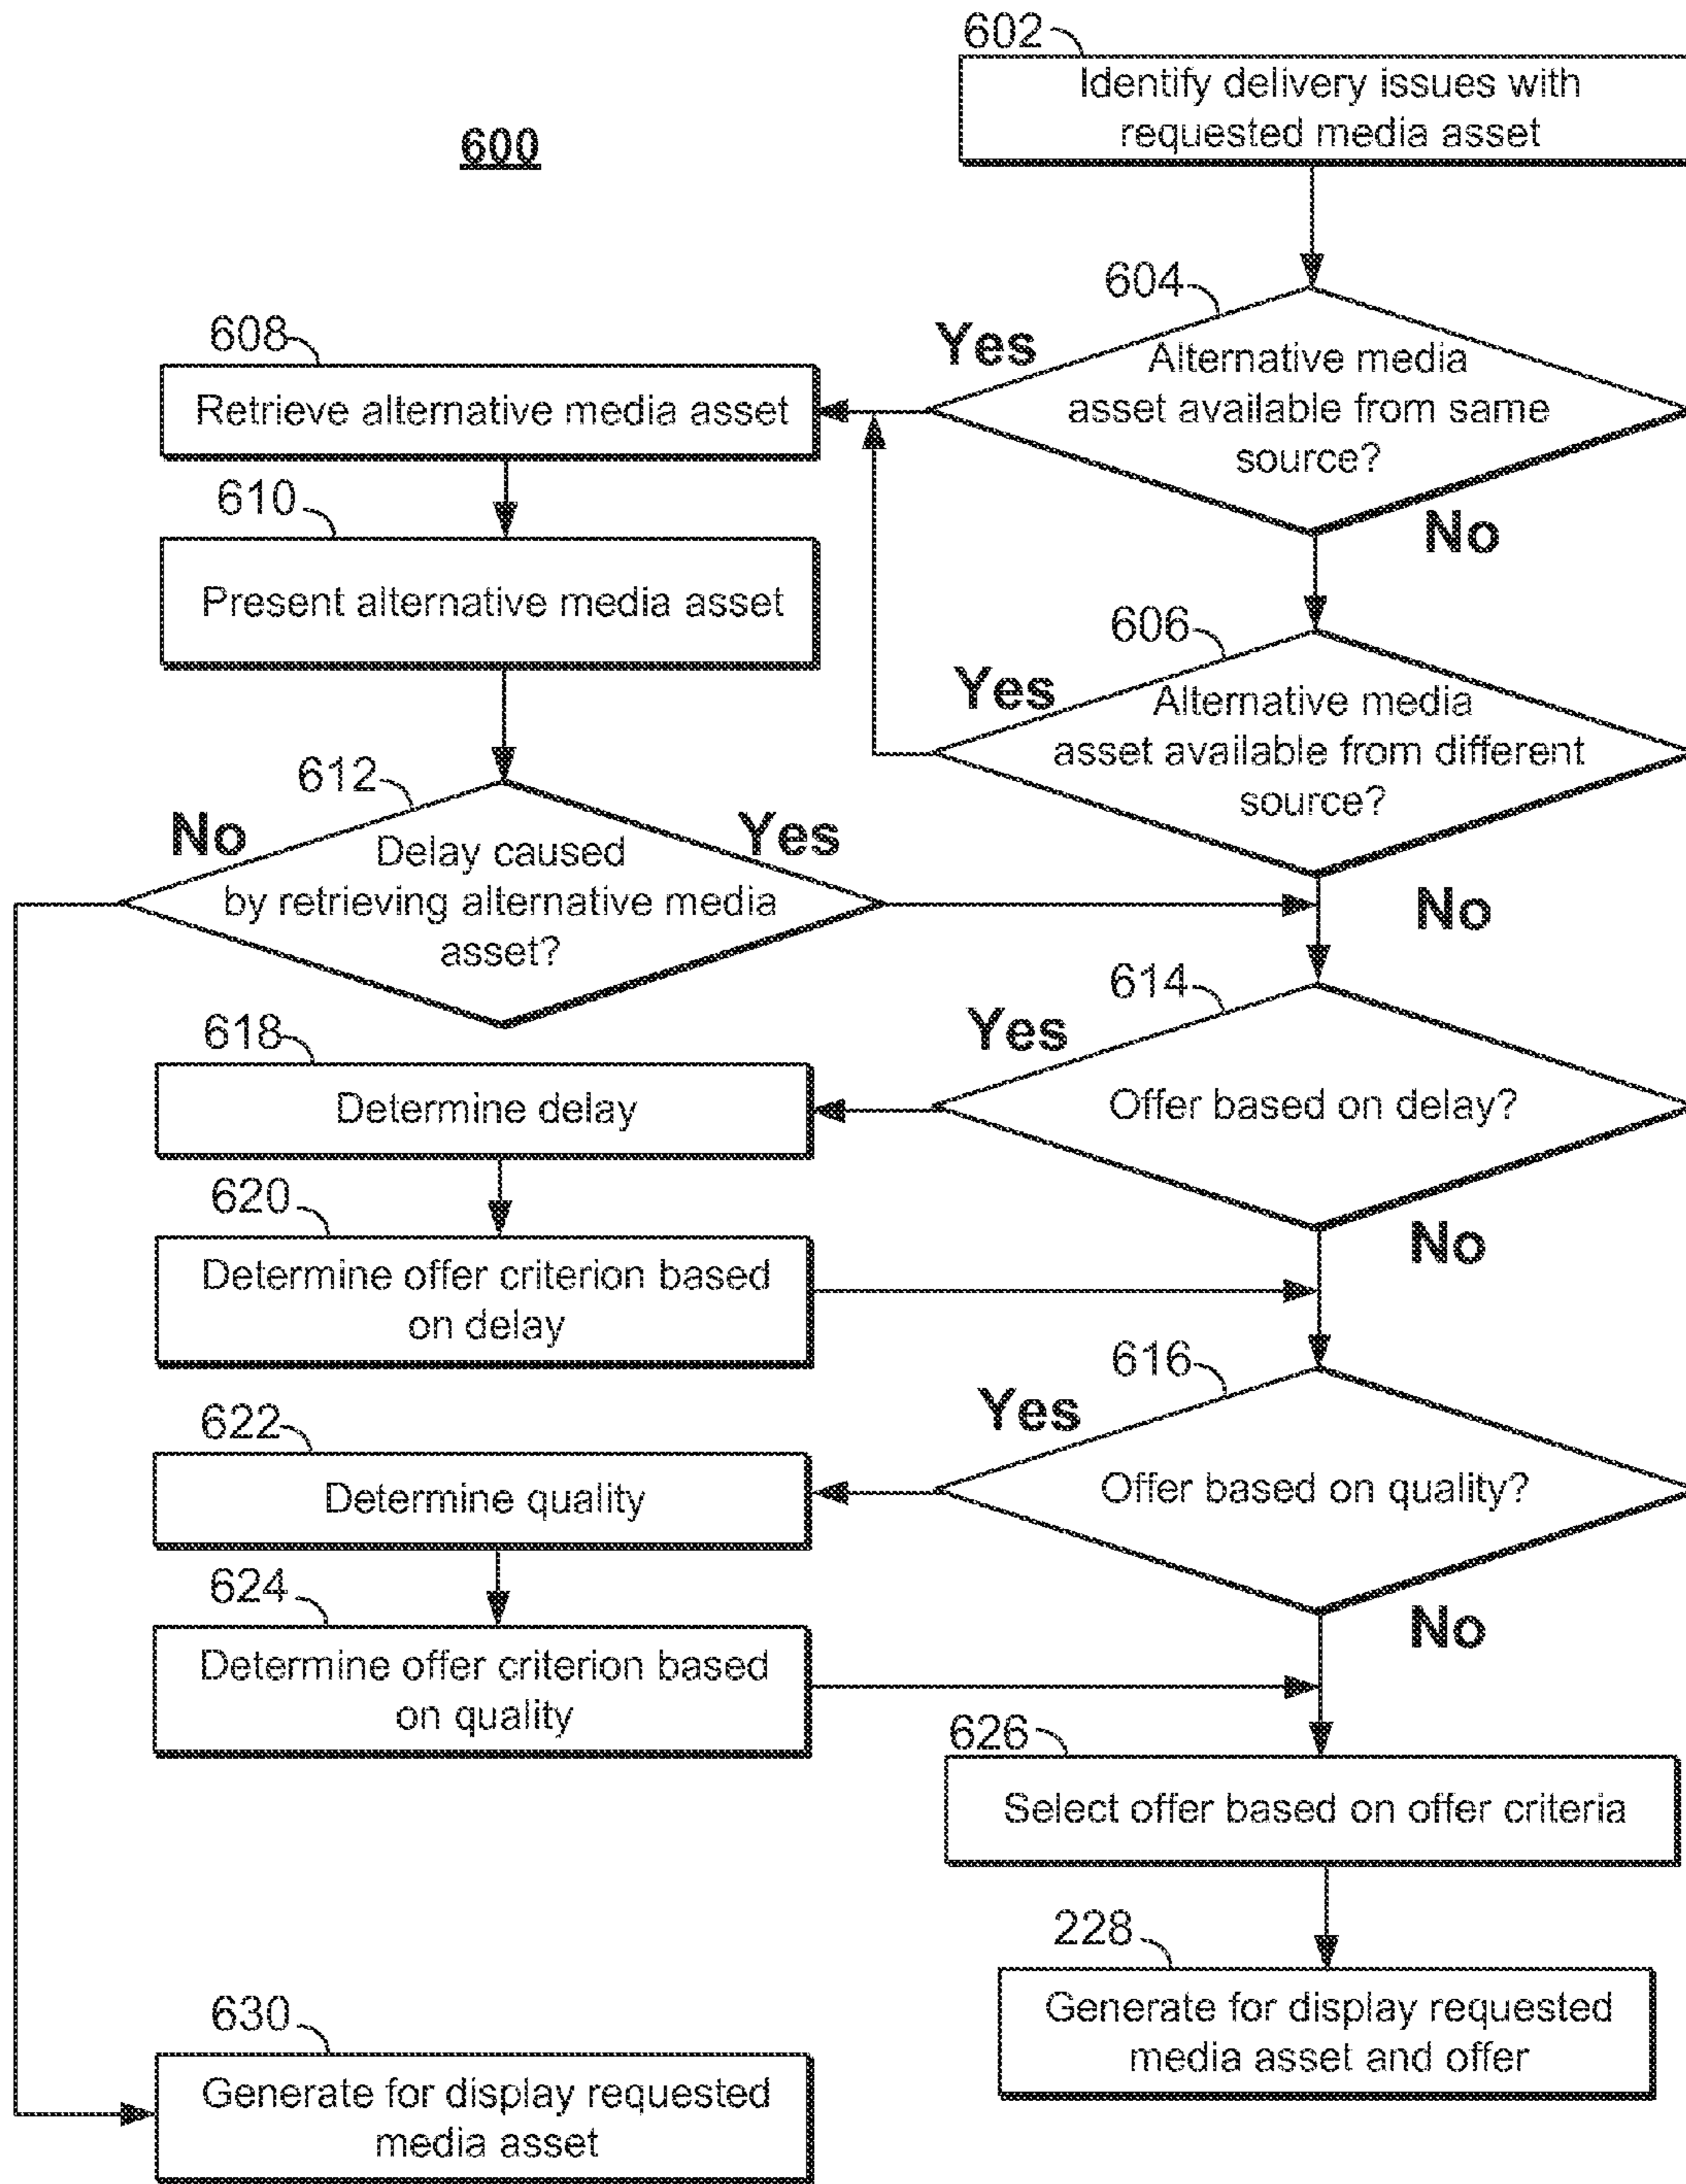 600
602
Identify delivery issues with
requested media asset
604
Yes
Alternative media
asset available from same
source?
No
608
Retrieve alternative media asset
610
Present alternative media asset
606
Yes
Alternative media
asset available from different
source?
No
612
No
Yes
Delay caused
by retrieving alternative media
asset?
614
Yes
Offer based on delay?
No
618
Determine delay
620
Determine offer criterion based
on delay
616
Yes
Offer based on quality?
No
622
Determine quality
624
Determine offer criterion based
on quality
626
Select offer based on offer criteria
228
Generate for display requested
media asset and offer
630
Generate for display requested
media asset